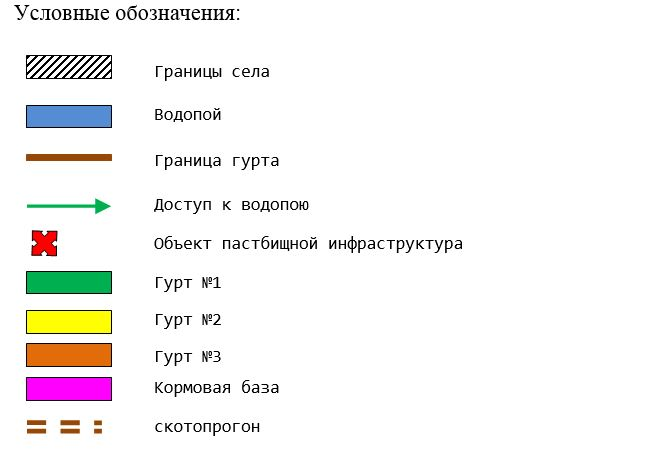 Условные обозначения:
Границы села
Водопой
Граница гурта
Доступ к водопою
Объект пастбищной инфраструктура
Гурт №1
Гурт №2
Гурт №3
Кормовая база
скотопрогон